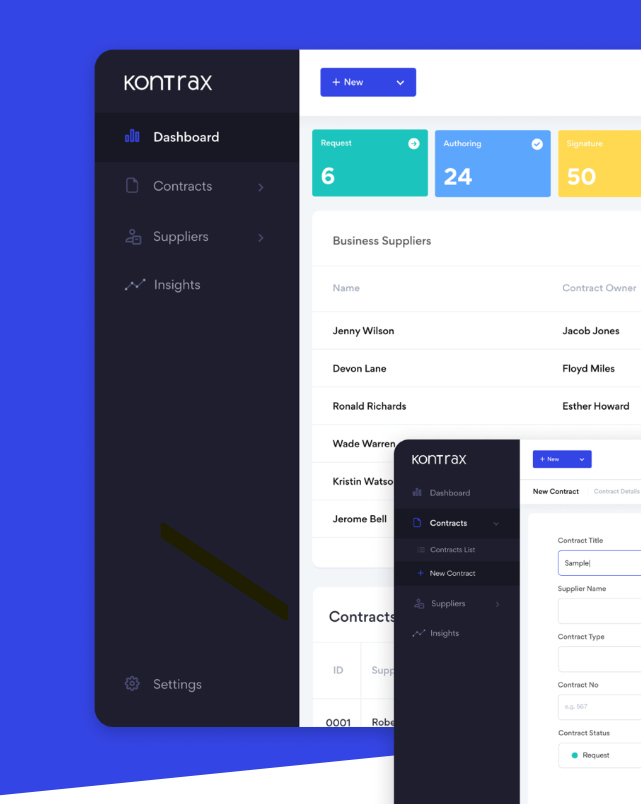 Kontrax
+ New
Dashboard
Contracts
Suppliers
Insights
Settings
Request
6
Authoring
24
Signature
50
Business Suppliers
Name Contract Owner
Jenny Wilson Jacob Jones
Devon Lane Floyd Miles
Ronald Richards Esther Howard
Wade Warren
Kristin Watso
Jerome Bell
Contracts
ID Supp
0001 Robe
Kontrax
Dashboard
Contracts
Contracts List
+ New Contract
Suppliers
Insights
+ New
New Contract Contract Details
Contract Title
Sample
Supplier Name
Contract Type
Contract No
e.g. 567
Contract Status
Request